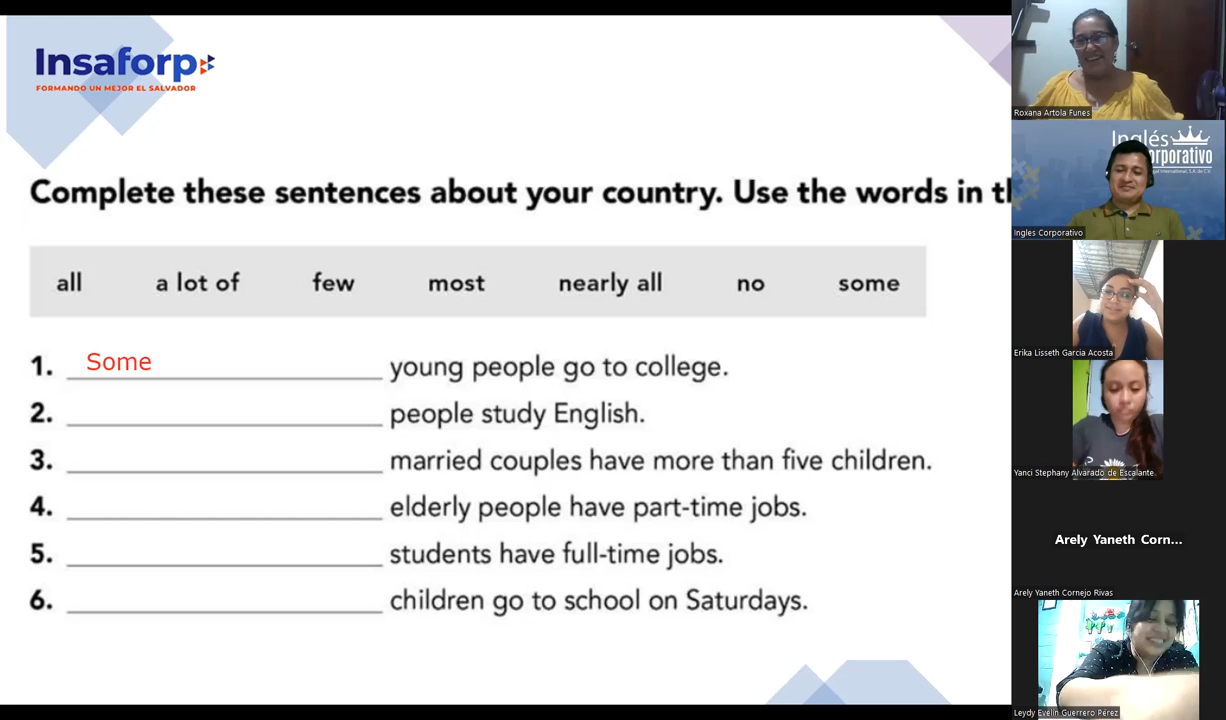 Insaforp
FORMANDO UN MEJOR EL SALVADOR
Complete these sentences about your country. Use the words in th
all a lot of few most nearly all no some
1. Some young people go to college.
2. people study English.
3. married couples have more than five children.
4. elderly people have part-time jobs.
5. students have full-time jobs.
6. children go to school on Saturdays.
Roxana Artola Funes
Inglés
orporativo
Ingles Corporativo
Erika Lisseth Garcia Acosta
Yanci Stephany Alvarado de Escalante
Arely Yaneth Corn...
Arely Yaneth Cornejo Rivas
Leydy Evelin Guerrero Pérez